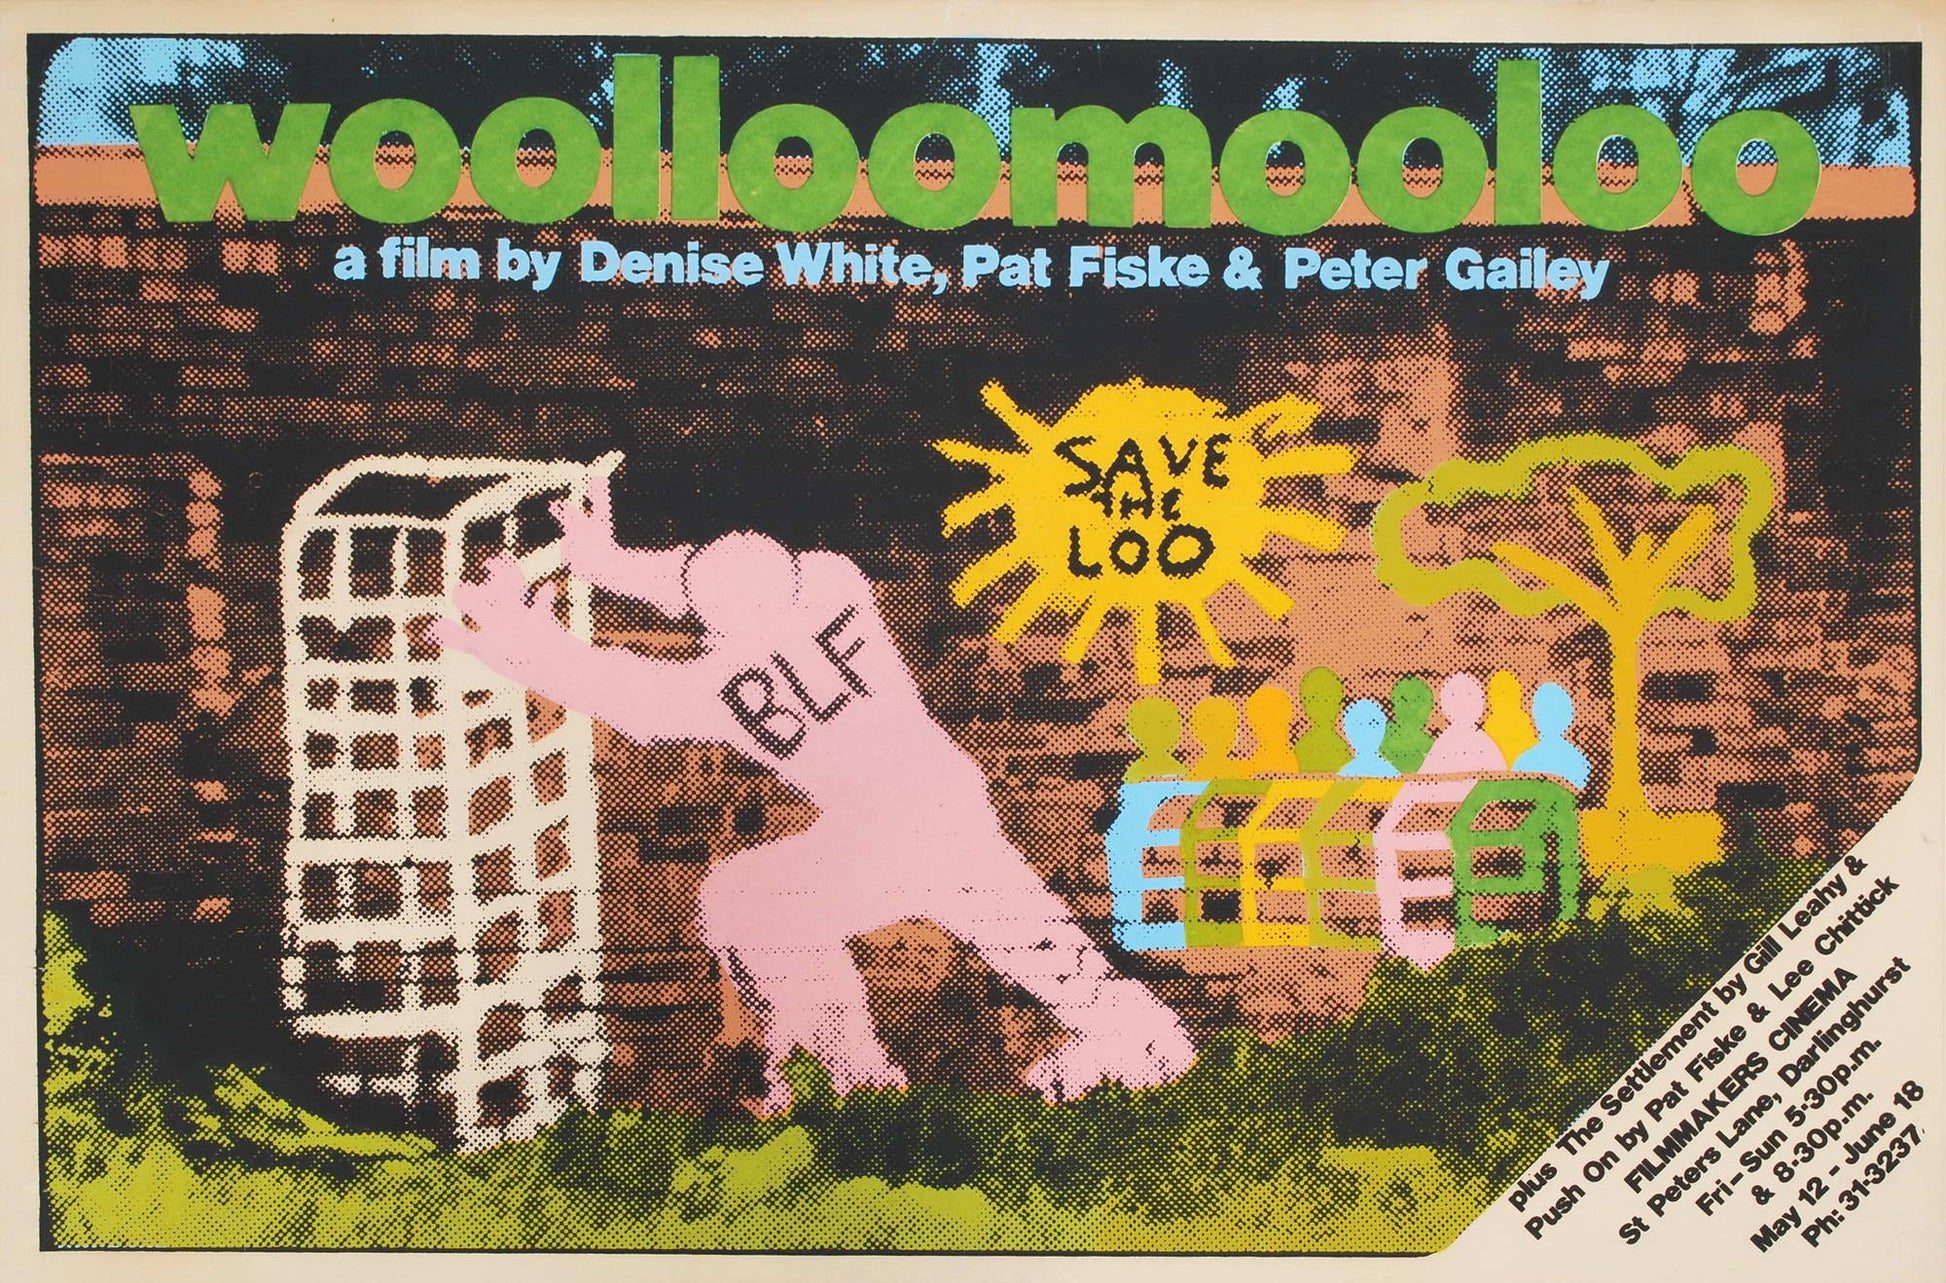 woolloomooloo
a film by Denise White, Pat Fiske & Peter Gailey
SAVE
THE
LOO
BLF
plus The Settlement by Gill Leahy &
Push On by Pat Fiske & Lee Chittick
FILMMAKERS CINEMA
St Peters Lane, Darlinghurst
Fri-Sun 5·30p.m.
& 8·30p.m.
May 12 - June 18
Ph: 31-3237.